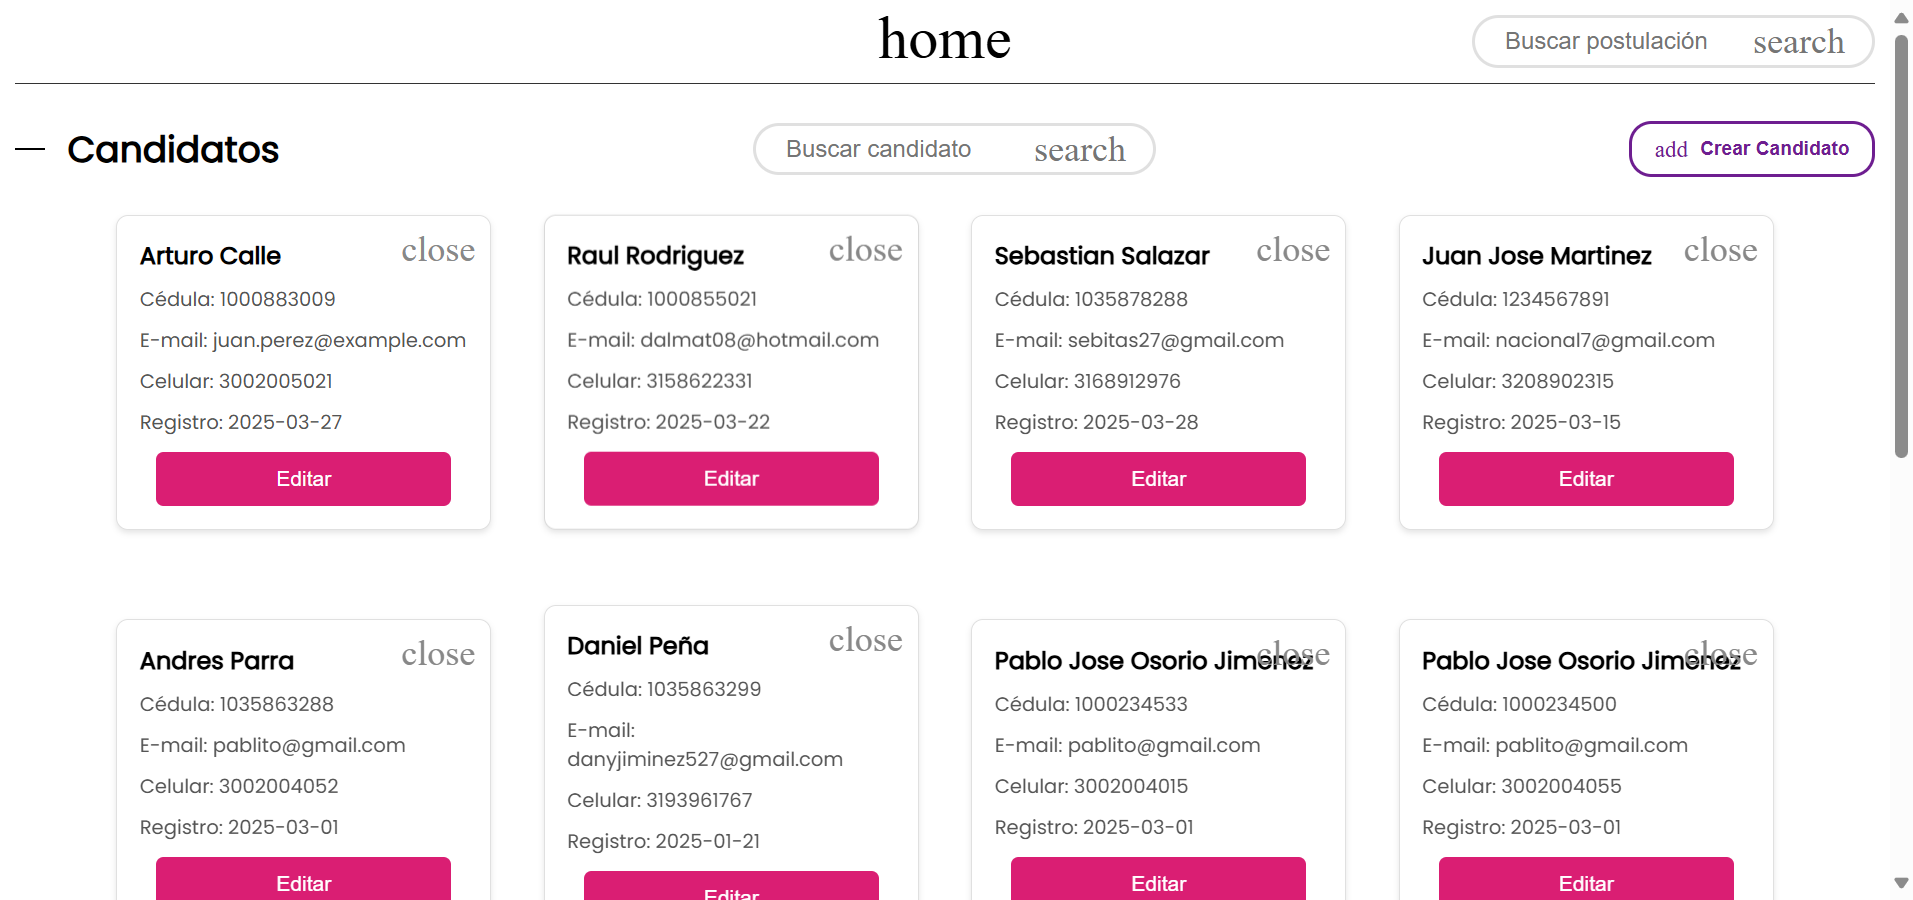 home
Buscar postulación search
Candidatos
Buscar candidato search
add Crear Candidato
Arturo Calle close
Cédula: 1000883009
E-mail: juan.perez@example.com
Celular: 3002005021
Registro: 2025-03-27
Editar
Raul Rodriguez close
Cédula: 1000855021
E-mail: dalmat08@hotmail.com
Celular: 3158622331
Registro: 2025-03-22
Editar
Sebastian Salazar close
Cédula: 1035878288
E-mail: sebitas27@gmail.com
Celular: 3168912976
Registro: 2025-03-28
Editar
Juan Jose Martinez close
Cédula: 1234567891
E-mail: nacional7@gmail.com
Celular: 3208902315
Registro: 2025-03-15
Editar
Andres Parra close
Cédula: 1035863288
E-mail: pablito@gmail.com
Celular: 3002004052
Registro: 2025-03-01
Editar
Daniel Peña close
Cédula: 1035863299
E-mail:
danyjiminez527@gmail.com
Celular: 3193961767
Registro: 2025-01-21
Editar
Pablo Jose Osorio Jimenez close
Cédula: 1000234533
E-mail: pablito@gmail.com
Celular: 3002004015
Registro: 2025-03-01
Editar
Pablo Jose Osorio Jimenez close
Cédula: 1000234500
E-mail: pablito@gmail.com
Celular: 3002004055
Registro: 2025-03-01
Editar